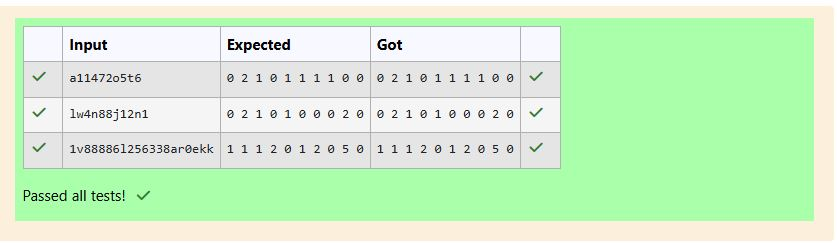 Input Expected Got
a11472o5t6 0 2 1 0 1 1 1 1 0 0 0 2 1 0 1 1 1 1 0 0
lw4n88j12n1 0 2 1 0 1 0 0 0 2 0 0 2 1 0 1 0 0 0 2 0
1v88886l256338ar0ekk 1 1 1 2 0 1 2 0 5 0 1 1 1 2 0 1 2 0 5 0
Passed all tests!